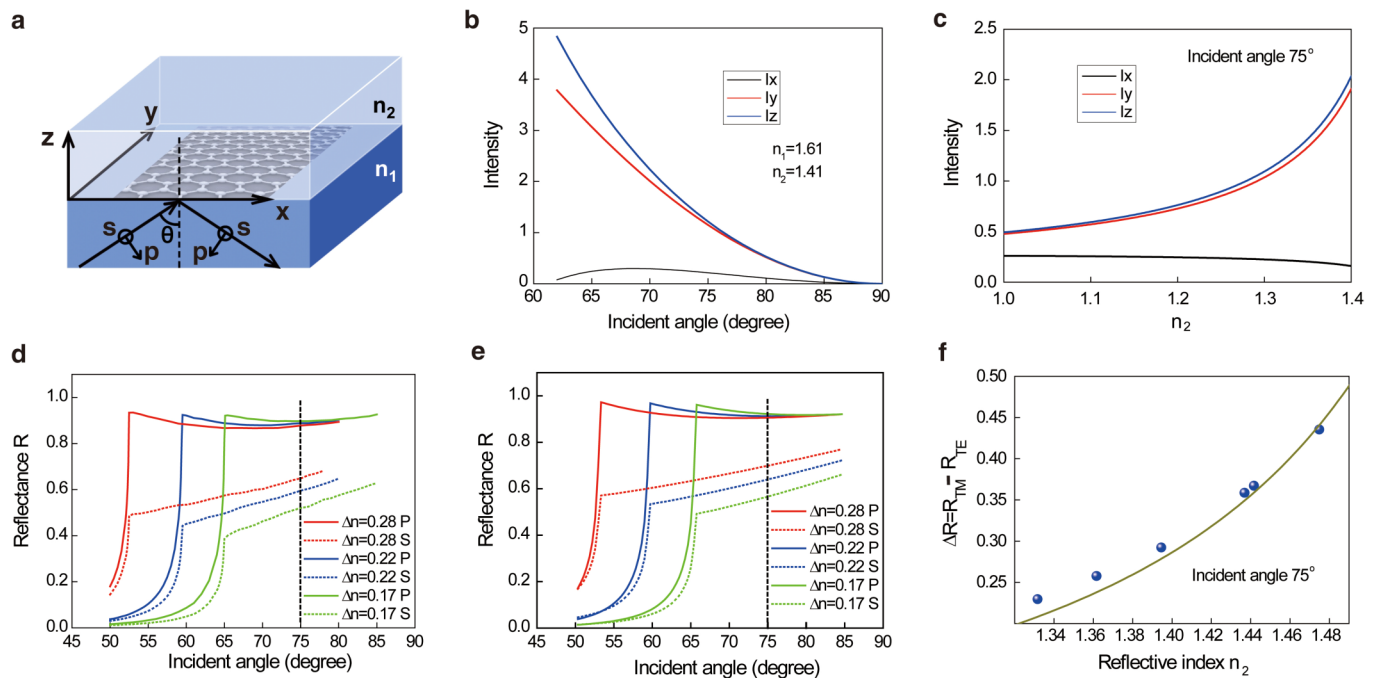 a
z
y
n2
n1
x
s
θ
s
p
p
b
5
4
3
2
1
0
Intensity
Ix
Iy
Iz
n1=1.61
n2=1.41
60 65 70 75 80 85 90
Incident angle (degree)
c
2.5
2.0
1.5
1.0
0.5
0.0
Intensity
Incident angle 75°
Ix
Iy
Iz
1.0 1.1 1.2 1.3 1.4
n2
d
1.0
0.8
0.6
0.4
0.2
0.0
Reflectance R
Δn=0.28 P
Δn=0.28 S
Δn=0.22 P
Δn=0.22 S
Δn=0.17 P
Δn=0.17 S
45 50 55 60 65 70 75 80 85 90
Incident angle (degree)
e
1.0
0.8
0.6
0.4
0.2
0.0
Reflectance R
Δn=0.28 P
Δn=0.28 S
Δn=0.22 P
Δn=0.22 S
Δn=0.17 P
Δn=0.17 S
45 50 55 60 65 70 75 80 85 90
Incident angle (degree)
f
0.50
0.45
0.40
0.35
0.30
0.25
ΔR=RTM – RTE
Incident angle 75°
1.34 1.36 1.38 1.40 1.42 1.44 1.46 1.48
Reflective index n2